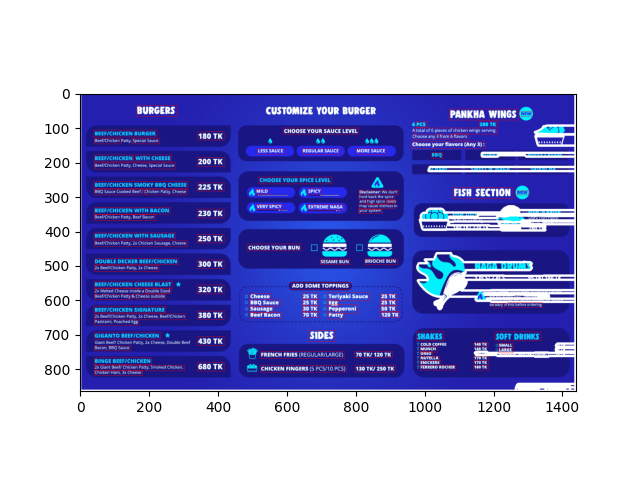 BURGERS
BEEF/CHICKEN BURGER 180 TK
Beef/Chicken Patty, Special Sauce
BEEF/CHICKEN WITH CHEESE 200 TK
Beef/Chicken Patty, Cheese, Special Sauce
BEEF/CHICKEN SMOKY BBQ CHEESE 225 TK
BBQ Sauce Cooked Beef / Chicken Patty, Cheese
BEEF/CHICKEN WITH BACON 230 TK
Beef/Chicken Patty, Beef Bacon
BEEF/CHICKEN WITH SAUSAGE 250 TK
Beef/Chicken Patty, 2x Chicken Sausage, Cheese
DOUBLE DECKER BEEF/CHICKEN 300 TK
2x Beef/Chicken Patty, 2x Cheese
BEEF/CHICKEN CHEESE BLAST 320 TK
2x Melted Cheese inside a Double Sized
Beef/Chicken Patty & Cheese outside
BEEF/CHICKEN SIGNATURE 380 TK
Beef/Chicken Patty, 2x Cheese, Beef/Chicken
Pastrami, Poached Egg
GIGANTO BEEF/CHICKEN 430 TK
Giant Beef/Chicken Patty, 2x Cheese, Double Beef
Bacon, BBQ Sauce
BINGE BEEF/CHICKEN 680 TK
2x Giant Beef/Chicken Patty, Smoked Chicken,
Chicken Ham, 3x Cheese
CUSTOMIZE YOUR BURGER
CHOOSE YOUR SAUCE LEVEL
LESS SAUCE REGULAR SAUCE MORE SAUCE
CHOOSE YOUR SPICE LEVEL
MILD SPICY
VERY SPICY EXTREME NAGA
Disclaimer: We don't
hold back the spice
and high spice levels
may cause distress in
your system.
CHOOSE YOUR BUN
SESAME BUN BRIOCHE BUN
ADD SOME TOPPINGS
Cheese 25 TK Teriyaki Sauce 25 TK
BBQ Sauce 25 TK Egg 25 TK
Sausage 30 TK Pepperoni 50 TK
Beef Bacon 70 TK Patty 120 TK
SIDES
FRENCH FRIES (REGULAR/LARGE) 70 TK/ 120 TK
CHICKEN FINGERS (5 PCS/10 PCS) 130 TK/ 250 TK
PANKHA WINGS NEW
6 PCS 200 TK
A total of 6 pieces of chicken wings serving.
Choose any 3 from 6 flavors.
Choose your flavors (Any 3) :
BBQ
FISH SECTION NEW
NAGA DRUMS
SHAKES
COLD COFFEE 140 TK
MUNCH
OREO
NUTELLA
SNICKERS
FERRERO ROCHER 180 TK
SOFT DRINKS
SMALL
LARGE
0 200 400 600 800 1000 1200 1400
0
100
200
300
400
500
600
700
800